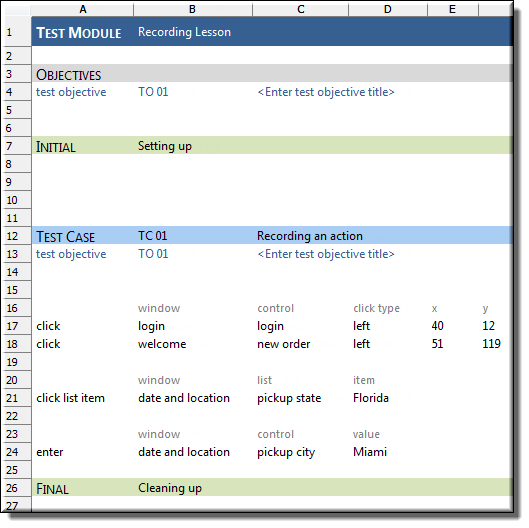 A B C D E
1 TEST MODULE Recording Lesson
2
3 OBJECTIVES
4 test objective TO 01 <Enter test objective title>
5
6
7 INITIAL Setting up
8
9
10
11
12 TEST CASE TC 01 Recording an action
13 test objective TO 01 <Enter test objective title>
14
15
16 window control click type x y
17 click login login left 40 12
18 click welcome new order left 51 119
19
20 window list item
21 click list item date and location pickup state Florida
22
23 window control value
24 enter date and location pickup city Miami
25
26 FINAL Cleaning up
27